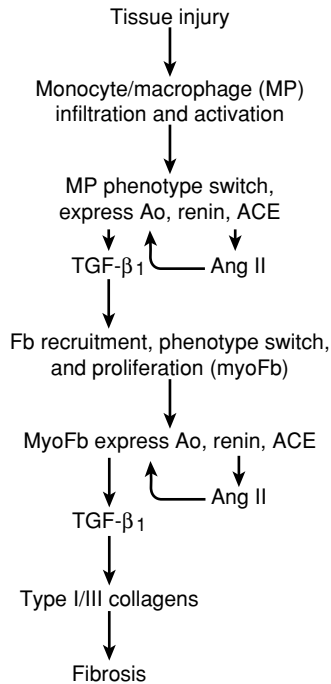 Tissue injury
Monocyte/macrophage (MP)
infiltration and activation
MP phenotype switch,
express Ao, renin, ACE
TGF-β1 Ang II
Fb recruitment, phenotype switch,
and proliferation (myoFb)
MyoFb express Ao, renin, ACE
Ang II
TGF-β1
Type I/III collagens
Fibrosis